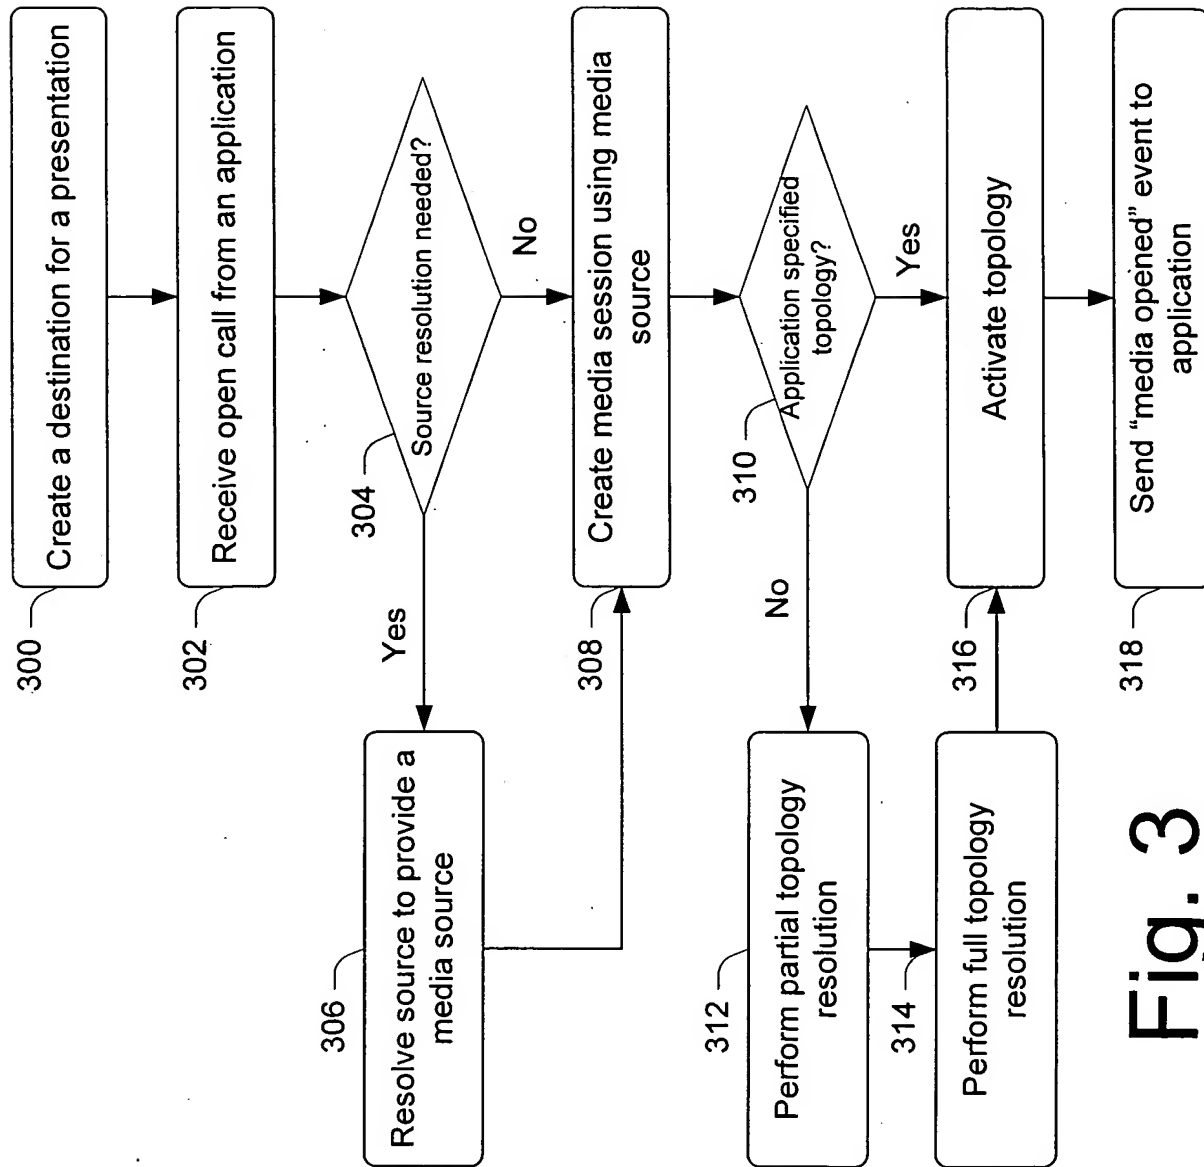 300
Create a destination for a presentation
302
Receive open call from an application
304
Source resolution needed?
Yes
No
306
Resolve source to provide a
media source
308
Create media session using media
source
310
Application specified
topology?
No
Yes
312
Perform partial topology
resolution
314
Perform full topology
resolution
316
Activate topology
318
Send “media opened” event to
application
Fig. 3